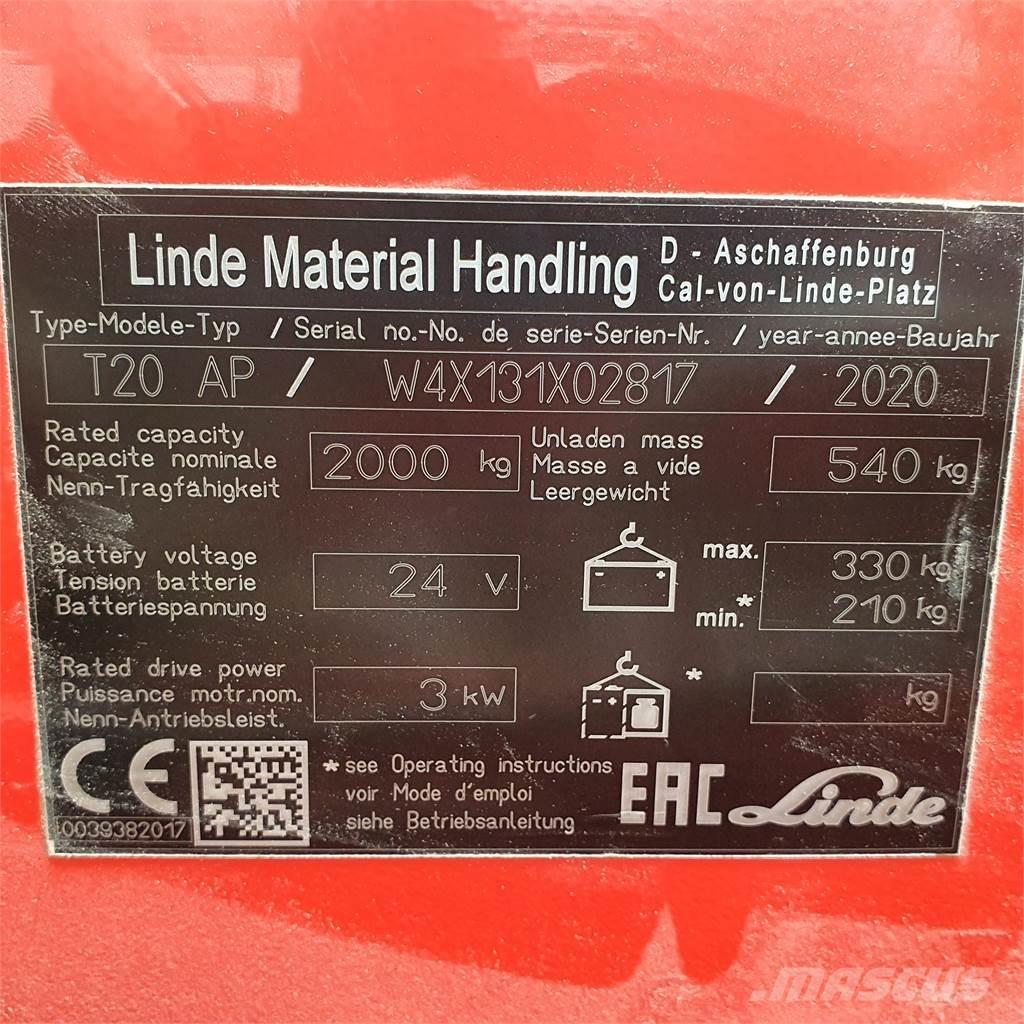 Linde Material Handling D - Aschaffenburg
Cal-von-Linde-Platz
Type-Modele-Typ / Serial no.-No. de serie-Serien-Nr. / year-annee-Baujahr
T20 AP / W4X131X02817 / 2020
Rated capacity
Capacite nominale
Nenn-Tragfähigkeit
2000 kg
Unladen mass
Masse a vide
Leergewicht
540 kg
Battery voltage
Tension batterie
Batteriespannung
24 V
max. 330 kg
min.* 210 kg
Rated drive power
Puissance motr.nom.
Nenn-Antriebsleist.
3 kW
* kg
CE
0039382017
* see Operating instructions
voir Mode d'emploi
siehe Betriebsanleitung
EAC Linde
MASCUS